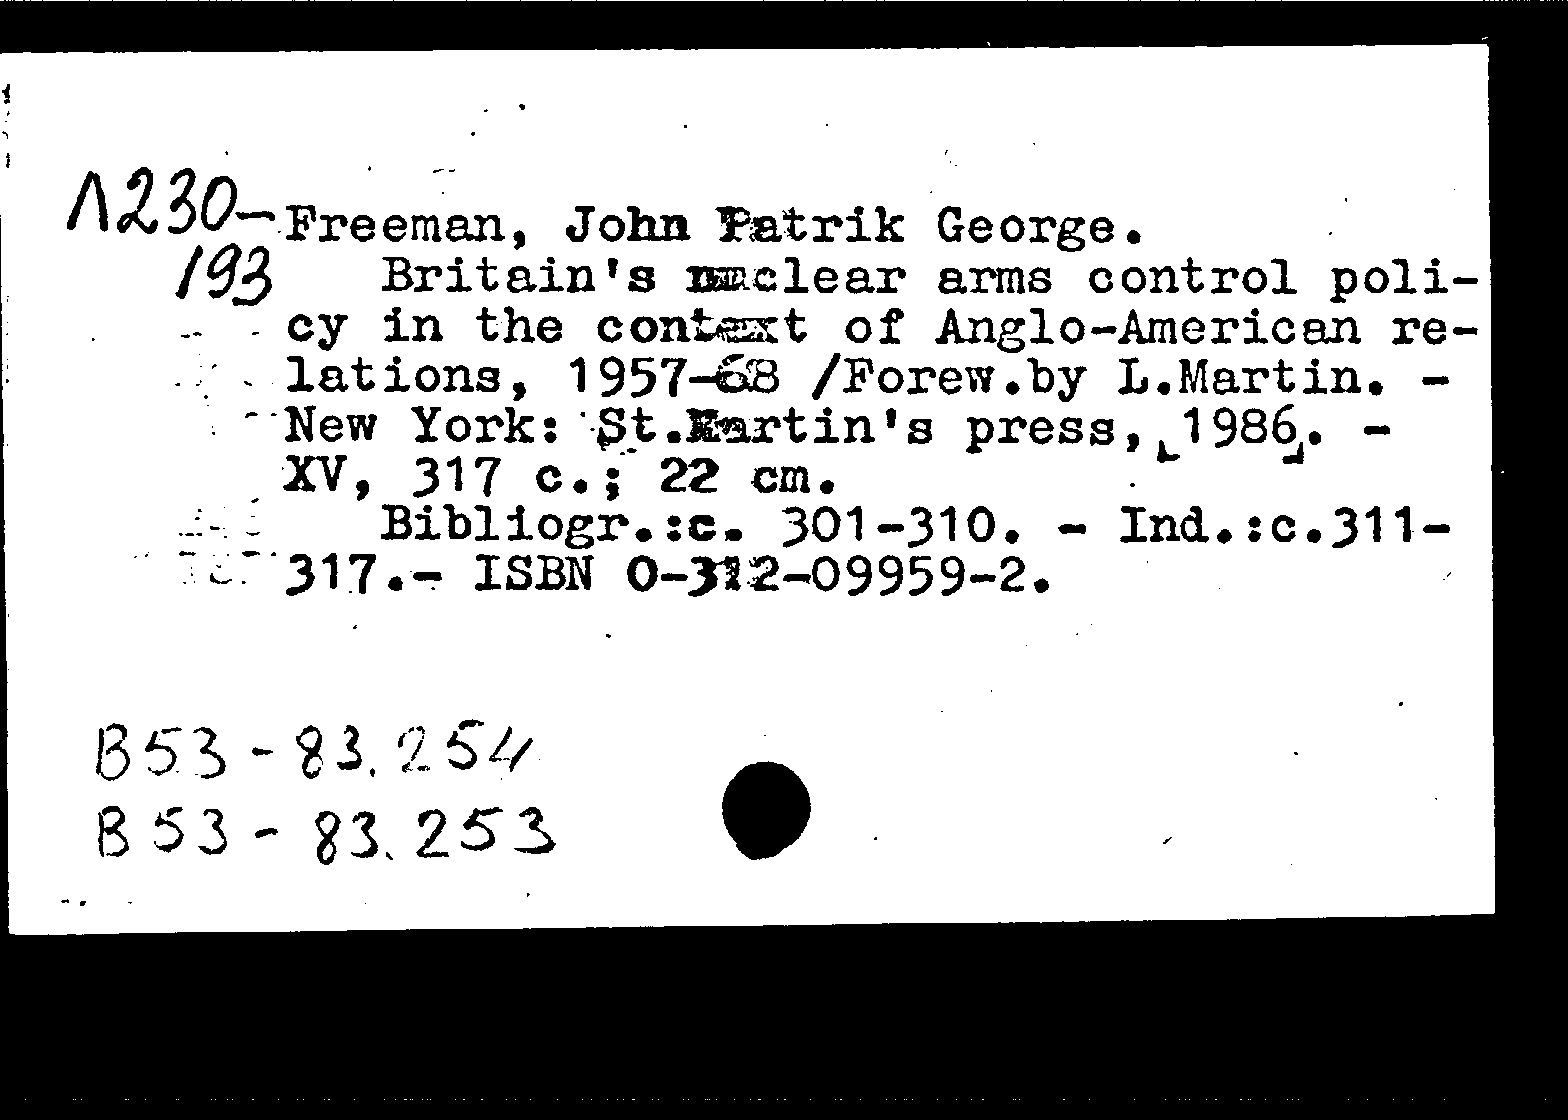 Л230-
193
Freeman, John Patrik George.
Britain's nuclear arms control poli-
cy in the context of Anglo-American re-
lations, 1957-68 /Forew.by L.Martin. -
New York: St.Martin's press, [1986]. -
XV, 317 c.; 22 cm.
Bibliogr.:c. 301-310. - Ind.:c.311-
317.- ISBN 0-312-09959-2.
B53-83.254
B53-83.253